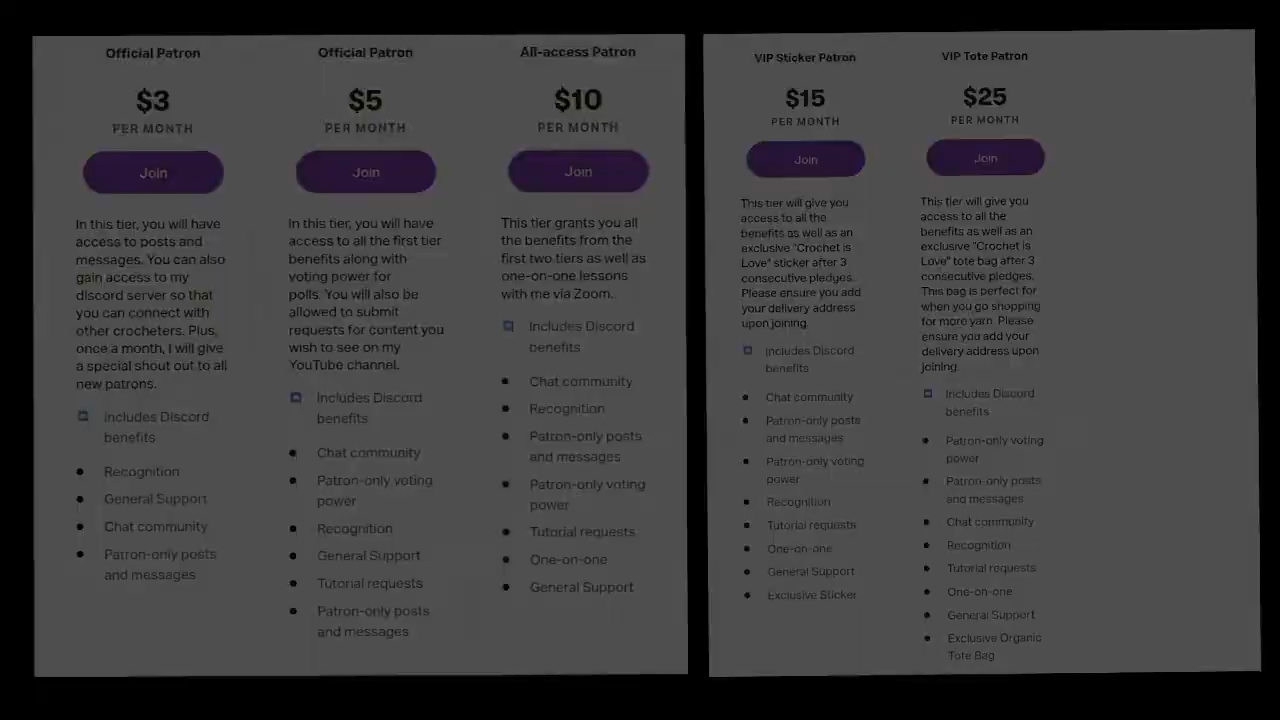 Official Patron
$3
PER MONTH
Join
In this tier, you will have
access to posts and
messages. You can also
gain access to my
discord server so that
you can connect with
other crocheters. Plus,
once a month, I will give
a special shout out to all
new patrons.
Includes Discord
benefits
Recognition
General Support
Chat community
Patron-only posts
and messages
Official Patron
$5
PER MONTH
Join
In this tier, you will have
access to all the first tier
benefits along with
voting power for
polls. You will also be
allowed to submit
requests for content you
wish to see on my
YouTube channel.
Includes Discord
benefits
Chat community
Patron-only voting
power
Recognition
General Support
Tutorial requests
Patron-only posts
and messages
All-access Patron
$10
PER MONTH
Join
This tier grants you all
the benefits from the
first two tiers as well as
one-on-one lessons
with me via Zoom.
Includes Discord
benefits
Chat community
Recognition
Patron-only posts
and messages
Patron-only voting
power
Tutorial requests
One-on-one
General Support
VIP Sticker Patron
$15
PER MONTH
Join
This tier will give you
access to all the
benefits as well as an
exclusive "Crochet is
Love" sticker after 3
consecutive pledges.
Please ensure you add
your delivery address
upon joining.
Includes Discord
benefits
Chat community
Patron-only posts
and messages
Patron-only voting
power
Recognition
Tutorial requests
One-on-one
General Support
Exclusive Sticker
VIP Tote Patron
$25
PER MONTH
Join
This tier will give you
access to all the
benefits as well as an
exclusive "Crochet is
Love" tote bag after 3
consecutive pledges.
This bag is perfect for
when you go shopping
for more yarn. Please
ensure you add your
delivery address upon
joining.
Includes Discord
benefits
Patron-only voting
power
Patron-only posts
and messages
Chat community
Recognition
Tutorial requests
One-on-one
General Support
Exclusive Organic
Tote Bag